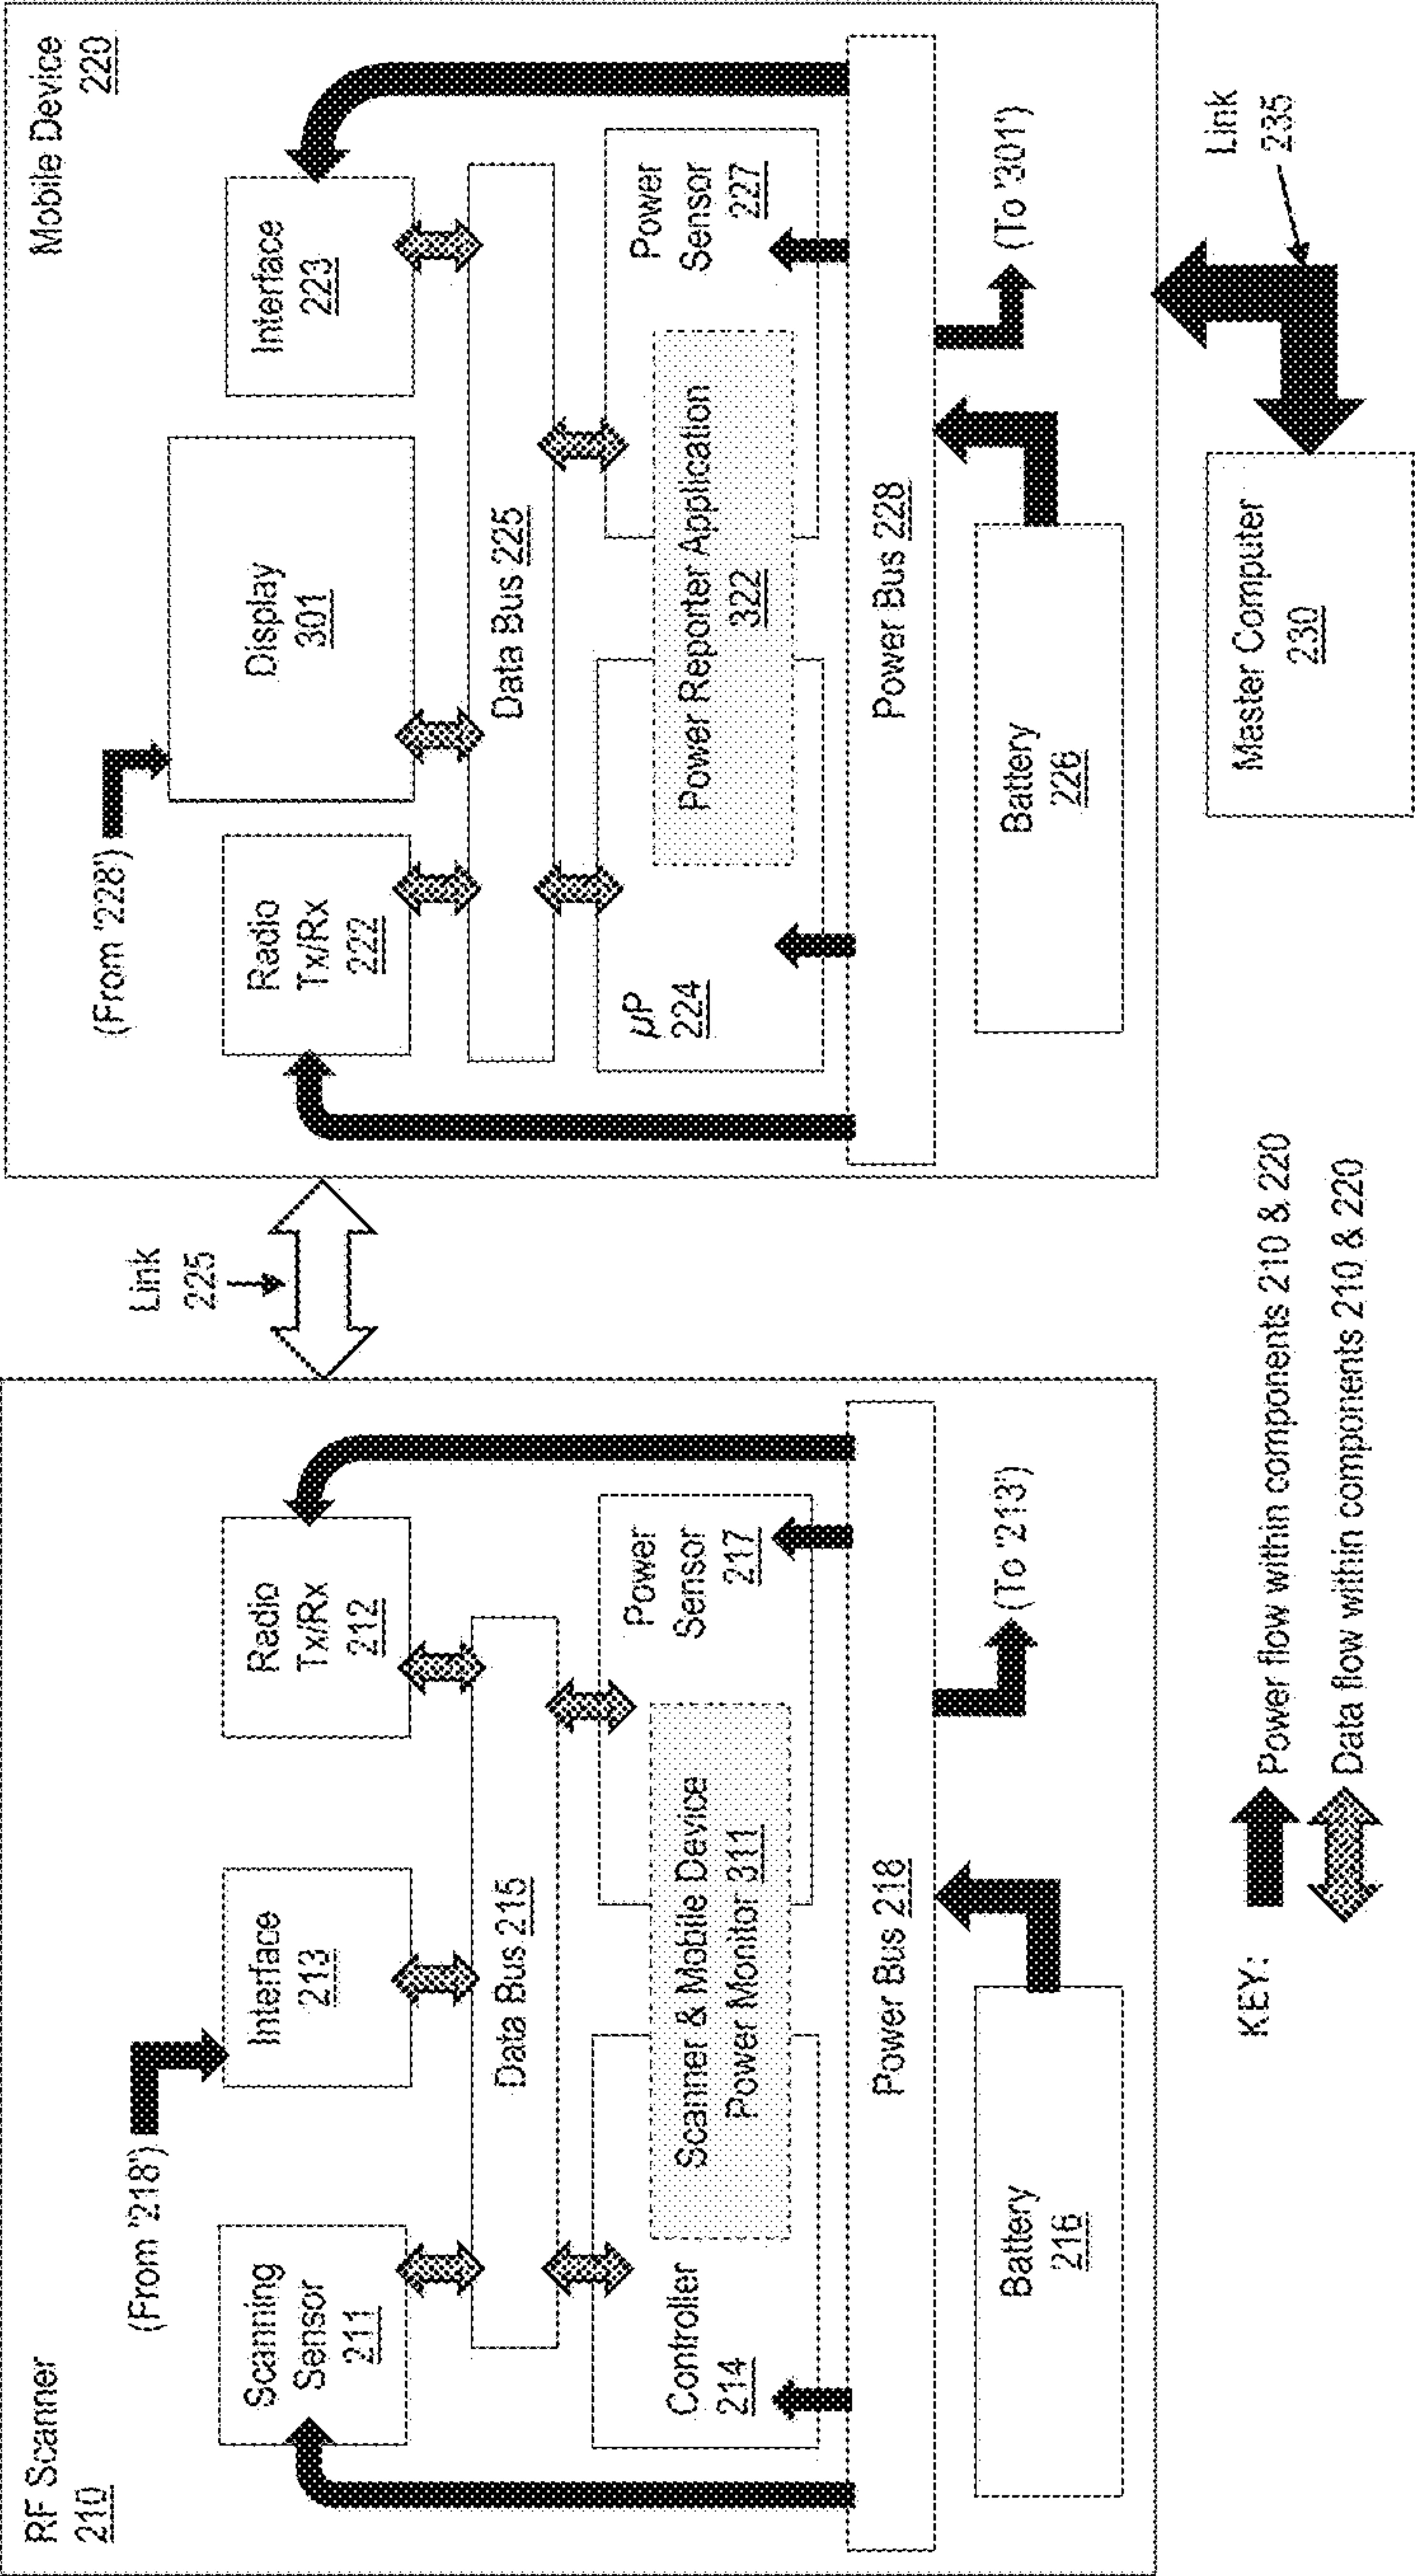 RF Scanner
210
(From '218')
Scanning
Sensor
211
Interface
213
Radio
Tx/Rx
212
Data Bus 215
Controller
214
Scanner & Mobile Device
Power Monitor 311
Power
Sensor
217
Power Bus 218
Battery
216
(To '213')
Link
225
Mobile Device
220
(From '228')
Radio
Tx/Rx
222
Display
301
Interface
223
Data Bus 225
µP
224
Power Reporter Application
322
Power
Sensor
227
Power Bus 228
Battery
226
(To '301')
Master Computer
230
Link
235
KEY:
Power flow within components 210 & 220
Data flow within components 210 & 220